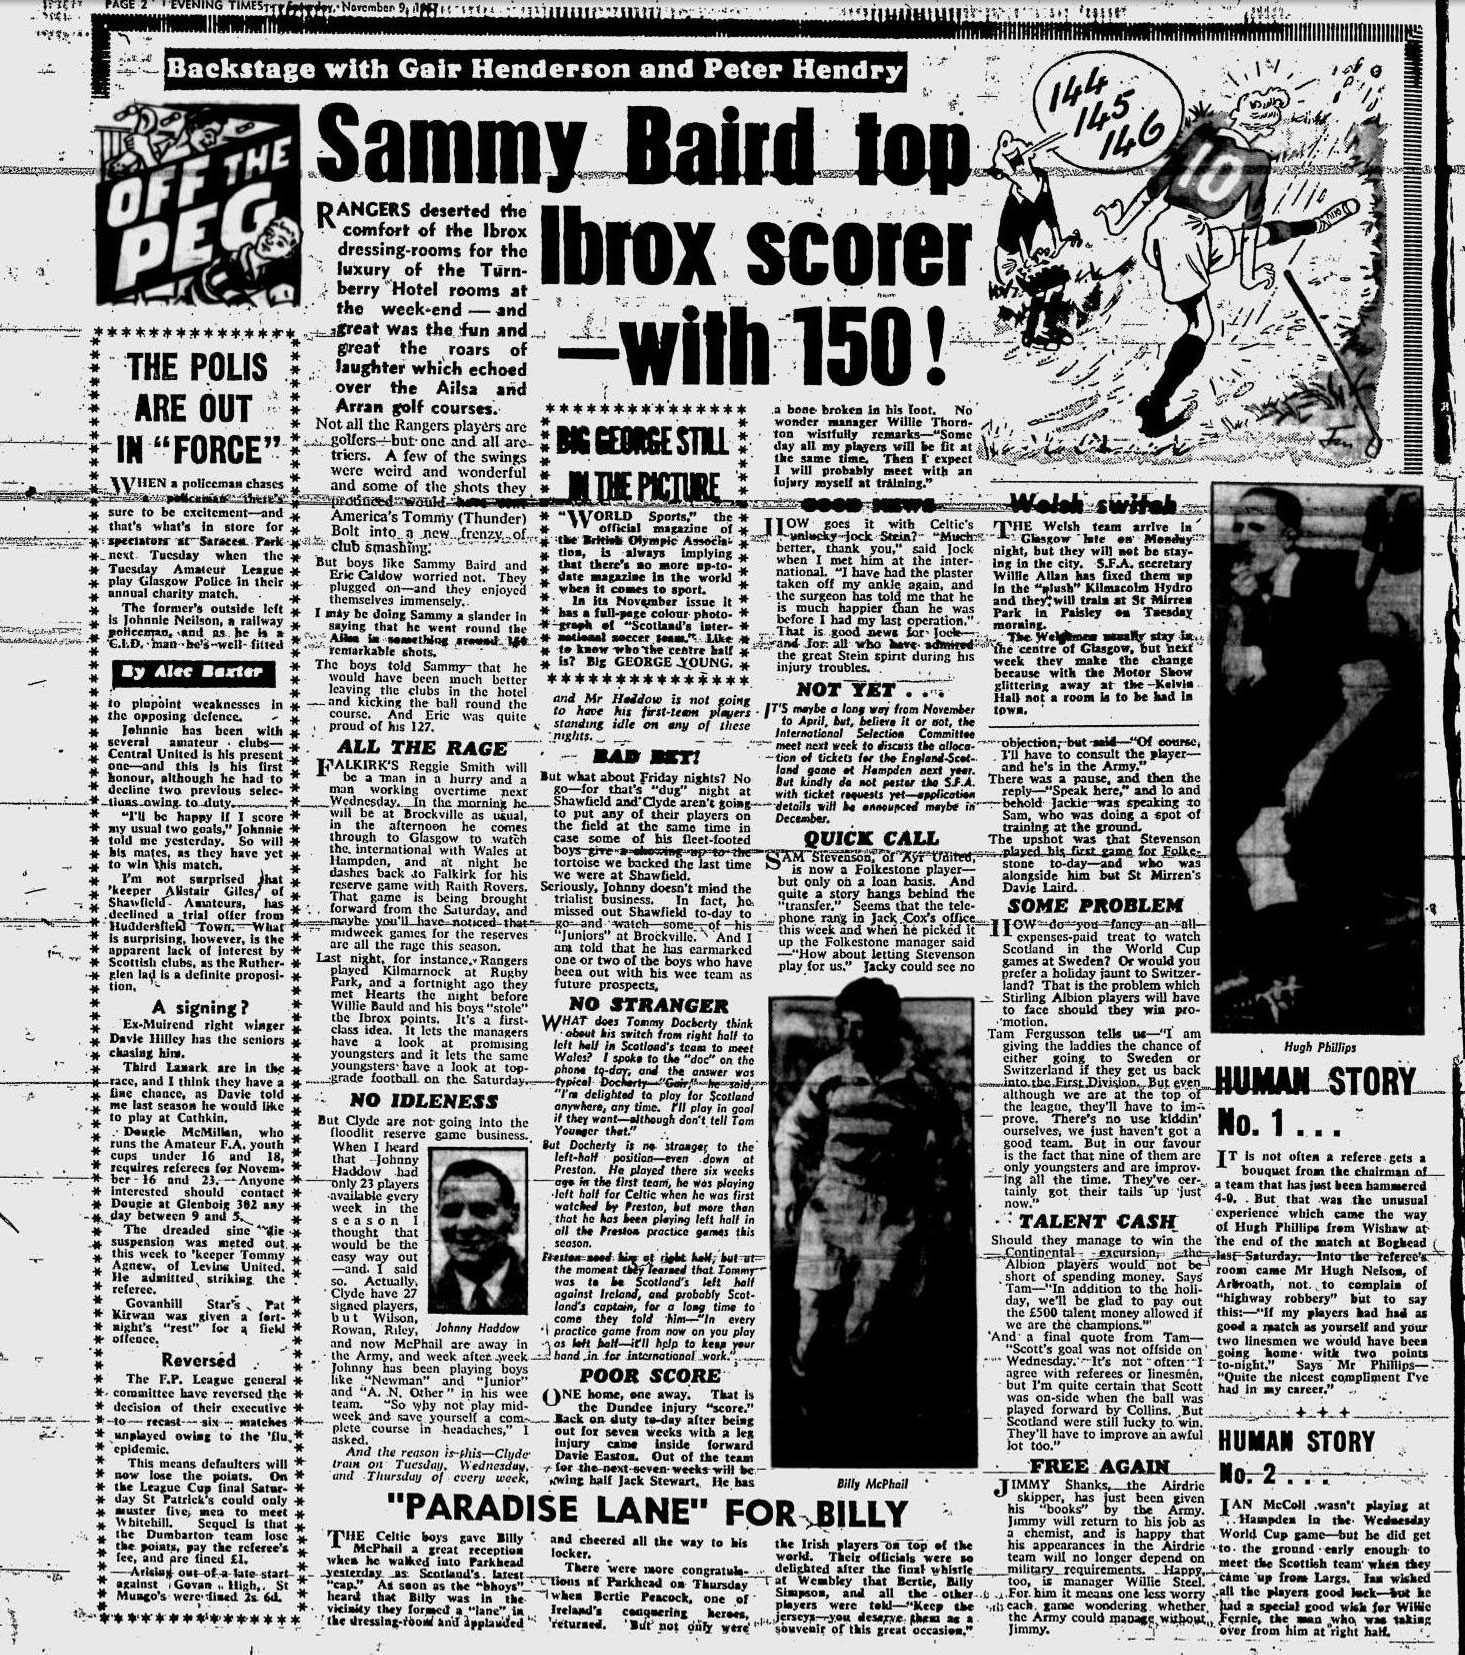 PAGE 2
EVENING TIMES
Saturday, November 9,
Backstage with Gair Henderson and Peter Hendry
OFF THE
PEG
Sammy Baird top
Ibrox scorer
—with 150!
144
145
146
10
RANGERS deserted the
comfort of the Ibrox
dressing-rooms for the
luxury of the Turn-
berry Hotel rooms at
the week-end — and
great was the fun and
great the roars of
laughter which echoed
over the Ailsa and
Arran golf courses.
Not all the Rangers players are
golfers—but one and all are
triers. A few of the swings
were weird and wonderful
and some of the shots they
produced would have
America's Tommy (Thunder)
Bolt into a new frenzy of
club smashing.
But boys like Sammy Baird and
Eric Caldow worried not. They
plugged on—and they enjoyed
themselves immensely.
I may be doing Sammy a slander in
saying that he went round the
Ailsa in something around 150
remarkable shots.
The boys told Sammy that he
would have been much better
leaving the clubs in the hotel
and kicking the ball round the
course. And Eric was quite
proud of his 127.
ALL THE RAGE
FALKIRK'S Reggie Smith will
be a man in a hurry and a
man working overtime next
Wednesday. In the morning he
will be at Brockville as usual,
in the afternoon he comes
through to Glasgow to watch
the international with Wales at
Hampden, and at night he
dashes back to Falkirk for his
reserve game with Raith Rovers.
That game is being brought
forward from the Saturday, and
maybe you'll have noticed that
midweek games for the reserves
are all the rage this season.
Last night, for instance, Rangers
played Kilmarnock at Rugby
Park, and a fortnight ago they
met Hearts the night before
Willie Bauld and his boys "stole"
the Ibrox points. It's a first-
class idea. It lets the managers
have a look at promising
youngsters and it lets the same
youngsters have a look at top-
grade football on the Saturday.
NO IDLENESS
But Clyde are not going into the
floodlit reserve game business.
When I heard
that Johnny
Haddow had
only 23 players
available every
week in the
season I
thought that
would be the
easy way out
—and I said
so. Actually,
Clyde have 27
signed players,
but Wilson,
Rowan, Riley,
Johnny Haddow
and now McPhail are away in
the Army, and week after week
Johnny has been playing boys
like "Newman" and "Junior"
and "A. N. Other" in his wee
team. "So why not play mid-
week and save yourself a com-
plete course in headaches," I
asked.
And the reason is this—Clyde
train on Tuesday, Wednesday,
and Thursday of every week,
THE POLIS
ARE OUT
IN "FORCE"
WHEN a policeman chases
a policeman there's
sure to be excitement—and
that's what's in store for
spectators at Saracen Park
next Tuesday when the
Tuesday Amateur League
play Glasgow Police in their
annual charity match.
The former's outside left
is Johnnie Neilson, a railway
policeman, and as he is a
C.I.D. man he's well-fitted
By Alec Baxter
to pinpoint weaknesses in
the opposing defence.
Johnnie has been with
several amateur clubs—
Central United is his present
one—and this is his first
honour, although he had to
decline two previous selec-
tions owing to duty.
"I'll be happy if I score
my usual two goals," Johnnie
told me yesterday. So will
his mates, as they have yet
to win this match.
I'm not surprised that
'keeper Alistair Giles, of
Shawfield Amateurs, has
declined a trial offer from
Huddersfield Town. What
is surprising, however, is the
apparent lack of interest by
Scottish clubs, as the Ruther-
glen lad is a definite proposi-
tion.
A signing?
Ex-Muirend right winger
Davie Hilley has the seniors
chasing him.
Third Lanark are in the
race, and I think they have a
fine chance, as Davie told
me last season he would like
to play at Cathkin.
Dougie McMillan, who
runs the Amateur F.A. youth
cups under 16 and 18,
requires referees for Novem-
ber 16 and 23. Anyone
interested should contact
Dougie at Glenboig 302 any
day between 9 and 5.
The dreaded sine die
suspension was meted out
this week to 'keeper Tommy
Agnew, of Levine United.
He admitted striking the
referee.
Govanhill Star's Pat
Kirwan was given a fort-
night's "rest" for a field
offence.
Reversed
The F.P. League general
committee have reversed the
decision of their executive
to recast six matches
unplayed owing to the 'flu
epidemic.
This means defaulters will
now lose the points. On
the League Cup final Satur-
day St Patrick's could only
muster five men to meet
Whitehill. Sequel is that
the Dumbarton team lose
the points, pay the referee's
fee, and are fined £1.
Arising out of a late start
against Govan High, St
Mungo's were fined 2s 6d.
BIG GEORGE STILL
IN THE PICTURE
"WORLD Sports," the
official magazine of
the British Olympic Associa-
tion, is always implying
that there's no more up-to-
date magazine in the world
when it comes to sport.
In its November issue it
has a full-page colour photo-
graph of "Scotland's inter-
national soccer team." Like
to know who the centre half
is? Big GEORGE YOUNG.
and Mr Haddow is not going
to have his first-team players
standing idle on any of these
nights.
BAD BET!
But what about Friday nights? No
go—for that's "dug" night at
Shawfield and Clyde aren't going
to put any of their players on
the field at the same time in
case some of his fleet-footed
boys give a showing up to the
tortoise we backed the last time
we were at Shawfield.
Seriously, Johnny doesn't mind the
trialist business. In fact, he
missed out Shawfield to-day to
go and watch some of his
"Juniors" at Brockville. And I
am told that he has earmarked
one or two of the boys who have
been out with his wee team as
future prospects.
NO STRANGER
WHAT does Tommy Docherty think
about his switch from right half to
left half in Scotland's team to meet
Wales? I spoke to the "doc" on the
phone to-day, and the answer was
typical Docherty—"Gair," he said,
"I'm delighted to play for Scotland
anywhere, any time. I'll play in goal
if they want—although don't tell Tam
Younger that."
But Docherty is no stranger to the
left-half position—even down at
Preston. He played there six weeks
ago in the first team, he was playing
left half for Celtic when he was first
watched by Preston, but more than
that he has been playing left half in
all the Preston practice games this
season.
Preston need him at right half, but at
the moment they learned that Tommy
was to be Scotland's left half
against Ireland, and probably Scot-
land's captain, for a long time to
come they told him—"In every
practice game from now on you play
as left half—it'll help to keep your
hand in for international work."
POOR SCORE
ONE home, one away. That is
the Dundee injury "score."
Back on duty to-day after being
out for seven weeks with a leg
injury came inside forward
Davie Easton. Out of the team
for the next seven weeks will be
wing half Jack Stewart. He has
a bone broken in his foot. No
wonder manager Willie Thorn-
ton wistfully remarks—"Some
day all my players will be fit at
the same time. Then I expect
I will probably meet with an
injury myself at training."
GOOD NEWS
HOW goes it with Celtic's
unlucky Jock Stein? "Much
better, thank you," said Jock
when I met him at the inter-
national. "I have had the plaster
taken off my ankle again, and
the surgeon has told me that he
is much happier than he was
before I had my last operation."
That is good news for Jock—
and for all who have admired
the great Stein spirit during his
injury troubles.
NOT YET . . .
IT'S maybe a long way from November
to April, but, believe it or not, the
International Selection Committee
meet next week to discuss the alloca-
tion of tickets for the England-Scot-
land game at Hampden next year.
But kindly do not pester the S.F.A.
with ticket requests yet—application
details will be announced maybe in
December.
QUICK CALL
SAM Stevenson, of Ayr United,
is now a Folkestone player—
but only on a loan basis. And
quite a story hangs behind the
"transfer." Seems that the tele-
phone rang in Jack Cox's office
this week and when he picked it
up the Folkestone manager said
—"How about letting Stevenson
play for us." Jacky could see no
Billy McPhail
Welsh switch
THE Welsh team arrive in
Glasgow late on Monday
night, but they will not be stay-
ing in the city. S.F.A. secretary
Willie Allan has fixed them up
in the "plush" Kilmacolm Hydro
and they will train at St Mirren
Park in Paisley on Tuesday
morning.
The Welshmen usually stay in
the centre of Glasgow, but next
week they make the change
because with the Motor Show
glittering away at the Kelvin
Hall not a room is to be had in
town.
objection, but said—"Of course,
I'll have to consult the player—
and he's in the Army."
There was a pause, and then the
reply—"Speak here," and lo and
behold Jackie was speaking to
Sam, who was doing a spot of
training at the ground.
The upshot was that Stevenson
played his first game for Folke-
stone to-day—and who was
alongside him but St Mirren's
Davie Laird.
SOME PROBLEM
HOW do you fancy an all-
expenses-paid treat to watch
Scotland in the World Cup
games at Sweden? Or would you
prefer a holiday jaunt to Switzer-
land? That is the problem which
Stirling Albion players will have
to face should they win pro-
motion.
Tam Fergusson tells us—"I am
giving the laddies the chance of
either going to Sweden or
Switzerland if they get us back
into the First Division. But even
although we are at the top of
the league, they'll have to im-
prove. There's no use kiddin'
ourselves, we just haven't got a
good team. But in our favour
is the fact that nine of them are
only youngsters and are improv-
ing all the time. They've cer-
tainly got their tails up just
now."
TALENT CASH
Should they manage to win the
Continental excursion, the
Albion players would not be
short of spending money. Says
Tam—"In addition to the holi-
day, we'll be glad to pay out
the £500 talent money allowed if
we are the champions."
And a final quote from Tam—
"Scott's goal was not offside on
Wednesday. It's not often I
agree with referees or linesmen,
but I'm quite certain that Scott
was on-side when the ball was
played forward by Collins. But
Scotland were still lucky to win.
They'll have to improve an awful
lot too."
FREE AGAIN
JIMMY Shanks, the Airdrie
skipper, has just been given
his "books" by the Army.
Jimmy will return to his job as
a chemist, and is happy that
his appearances in the Airdrie
team will no longer depend on
military requirements. Happy,
too, is manager Willie Steel.
For him it means one less worry
each game wondering whether
the Army could manage without
Jimmy.
Hugh Phillips
HUMAN STORY
No. 1 . . .
IT is not often a referee gets a
bouquet from the chairman of
a team that has just been hammered
4-0. But that was the unusual
experience which came the way
of Hugh Phillips from Wishaw at
the end of the match at Boghead
last Saturday. Into the referee's
room came Mr Hugh Nelson, of
Arbroath, not to complain of
"highway robbery" but to say
this:—"If my players had had as
good a match as yourself and your
two linesmen we would have been
going home with two points
to-night." Says Mr Phillips—
"Quite the nicest compliment I've
had in my career."
HUMAN STORY
No. 2 . . .
IAN McColl wasn't playing at
Hampden in the Wednesday
World Cup game—but he did get
to the ground early enough to
meet the Scottish team when they
came up from Largs. Ian wished
all the players good luck—but he
had a special good wish for Willie
Fernie, the man who was taking
over from him at right half.
"PARADISE LANE" FOR BILLY
THE Celtic boys gave Billy
McPhail a great reception
when he walked into Parkhead
yesterday as Scotland's latest
"cap." As soon as the "bhoys"
heard that Billy was in the
vicinity they formed a "lane" in
the dressing-room and applauded
and cheered all the way to his
locker.
There were more congratula-
tions at Parkhead on Thursday
when Bertie Peacock, one of
Ireland's conquering heroes,
returned. But not only were
the Irish players on top of the
world. Their officials were so
delighted after the final whistle
at Wembley that Bertie, Billy
Simpson, and all the other
players were told—"Keep the
jerseys—you deserve them as a
souvenir of this great occasion."